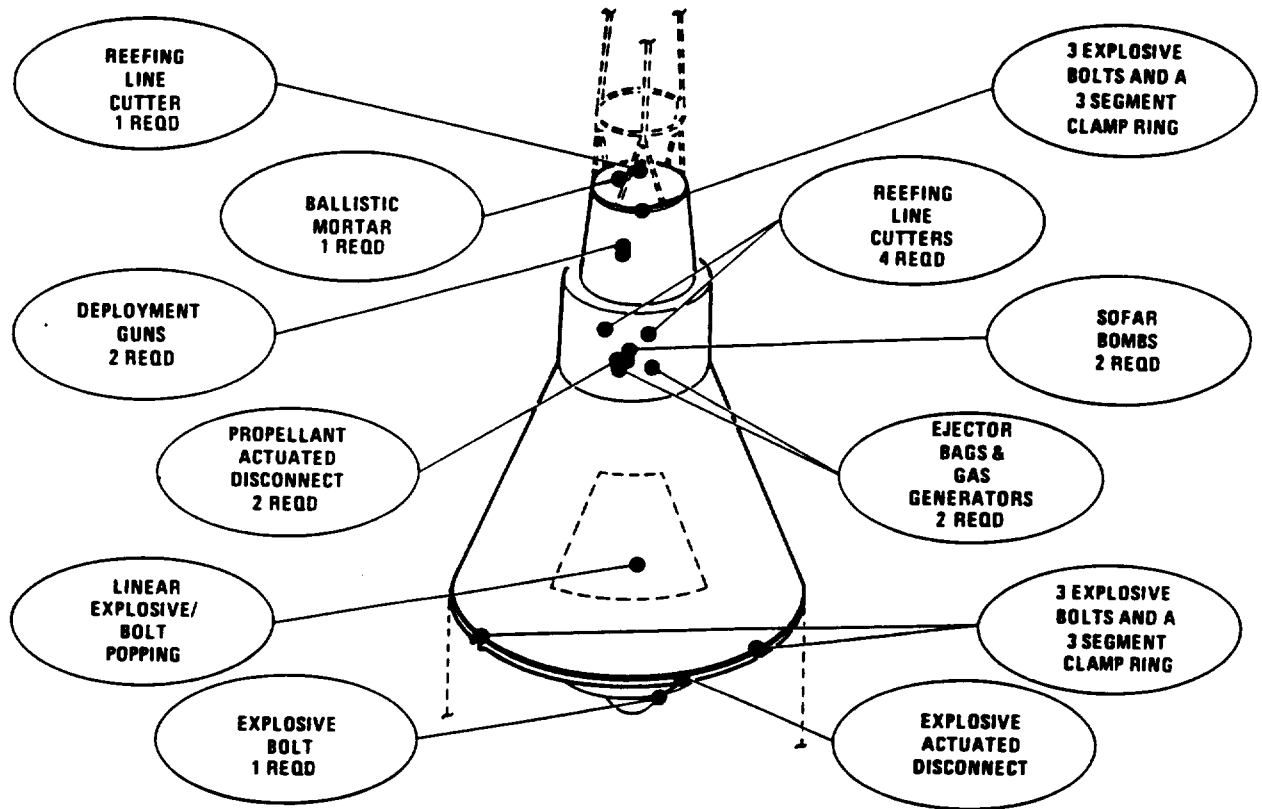 REEFING
LINE
CUTTER
1 REQD
3 EXPLOSIVE
BOLTS AND A
3 SEGMENT
CLAMP RING
BALLISTIC
MORTAR
1 REQD
REEFING
LINE
CUTTERS
4 REQD
DEPLOYMENT
GUNS
2 REQD
SOFAR
BOMBS
2 REQD
PROPELLANT
ACTUATED
DISCONNECT
2 REQD
EJECTOR
BAGS &
GAS
GENERATORS
2 REQD
LINEAR
EXPLOSIVE/
BOLT
POPPING
3 EXPLOSIVE
BOLTS AND A
3 SEGMENT
CLAMP RING
EXPLOSIVE
BOLT
1 REQD
EXPLOSIVE
ACTUATED
DISCONNECT